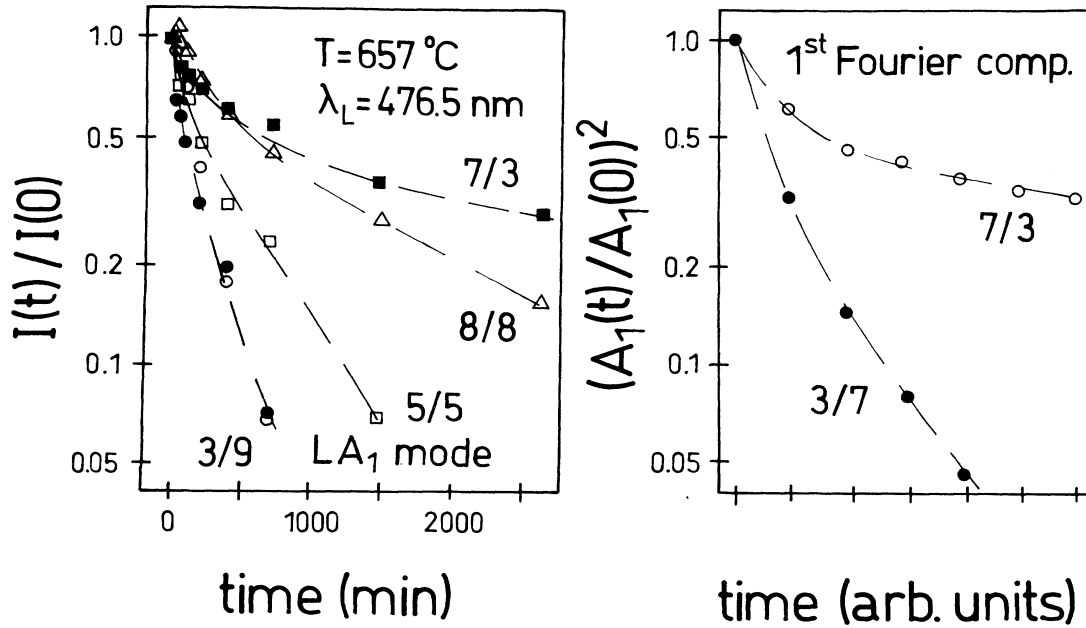 I(t) / I(0)
1.0
0.5
0.2
0.1
0.05
T=657 °C
λL=476.5 nm
7/3
8/8
5/5
3/9
LA1 mode
0
1000
2000
time (min)
(A1(t)/A1(0))²
1.0
0.5
0.2
0.1
0.05
1st Fourier comp.
7/3
3/7
time (arb. units)